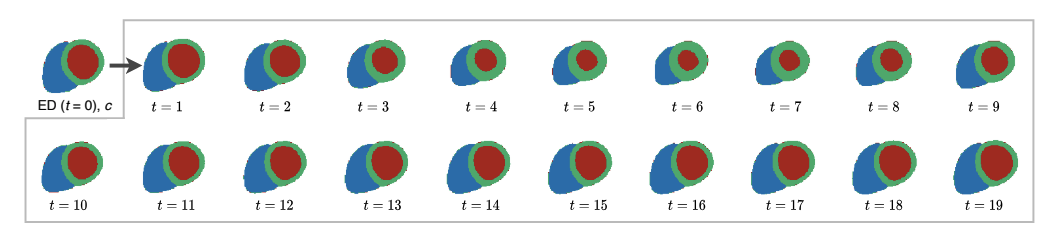 ED (t = 0), c
t = 1
t = 2
t = 3
t = 4
t = 5
t = 6
t = 7
t = 8
t = 9
t = 10
t = 11
t = 12
t = 13
t = 14
t = 15
t = 16
t = 17
t = 18
t = 19